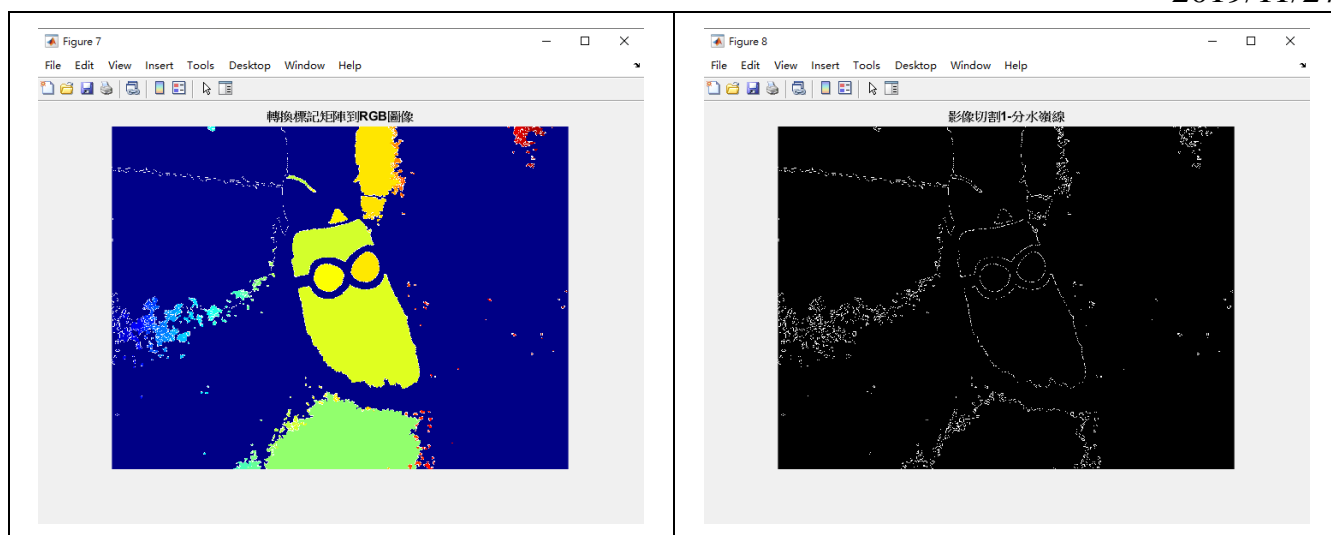 Figure 7
File Edit View Insert Tools Desktop Window Help
轉換標記矩陣到RGB圖像
Figure 8
File Edit View Insert Tools Desktop Window Help
影像切割1-分水嶺線